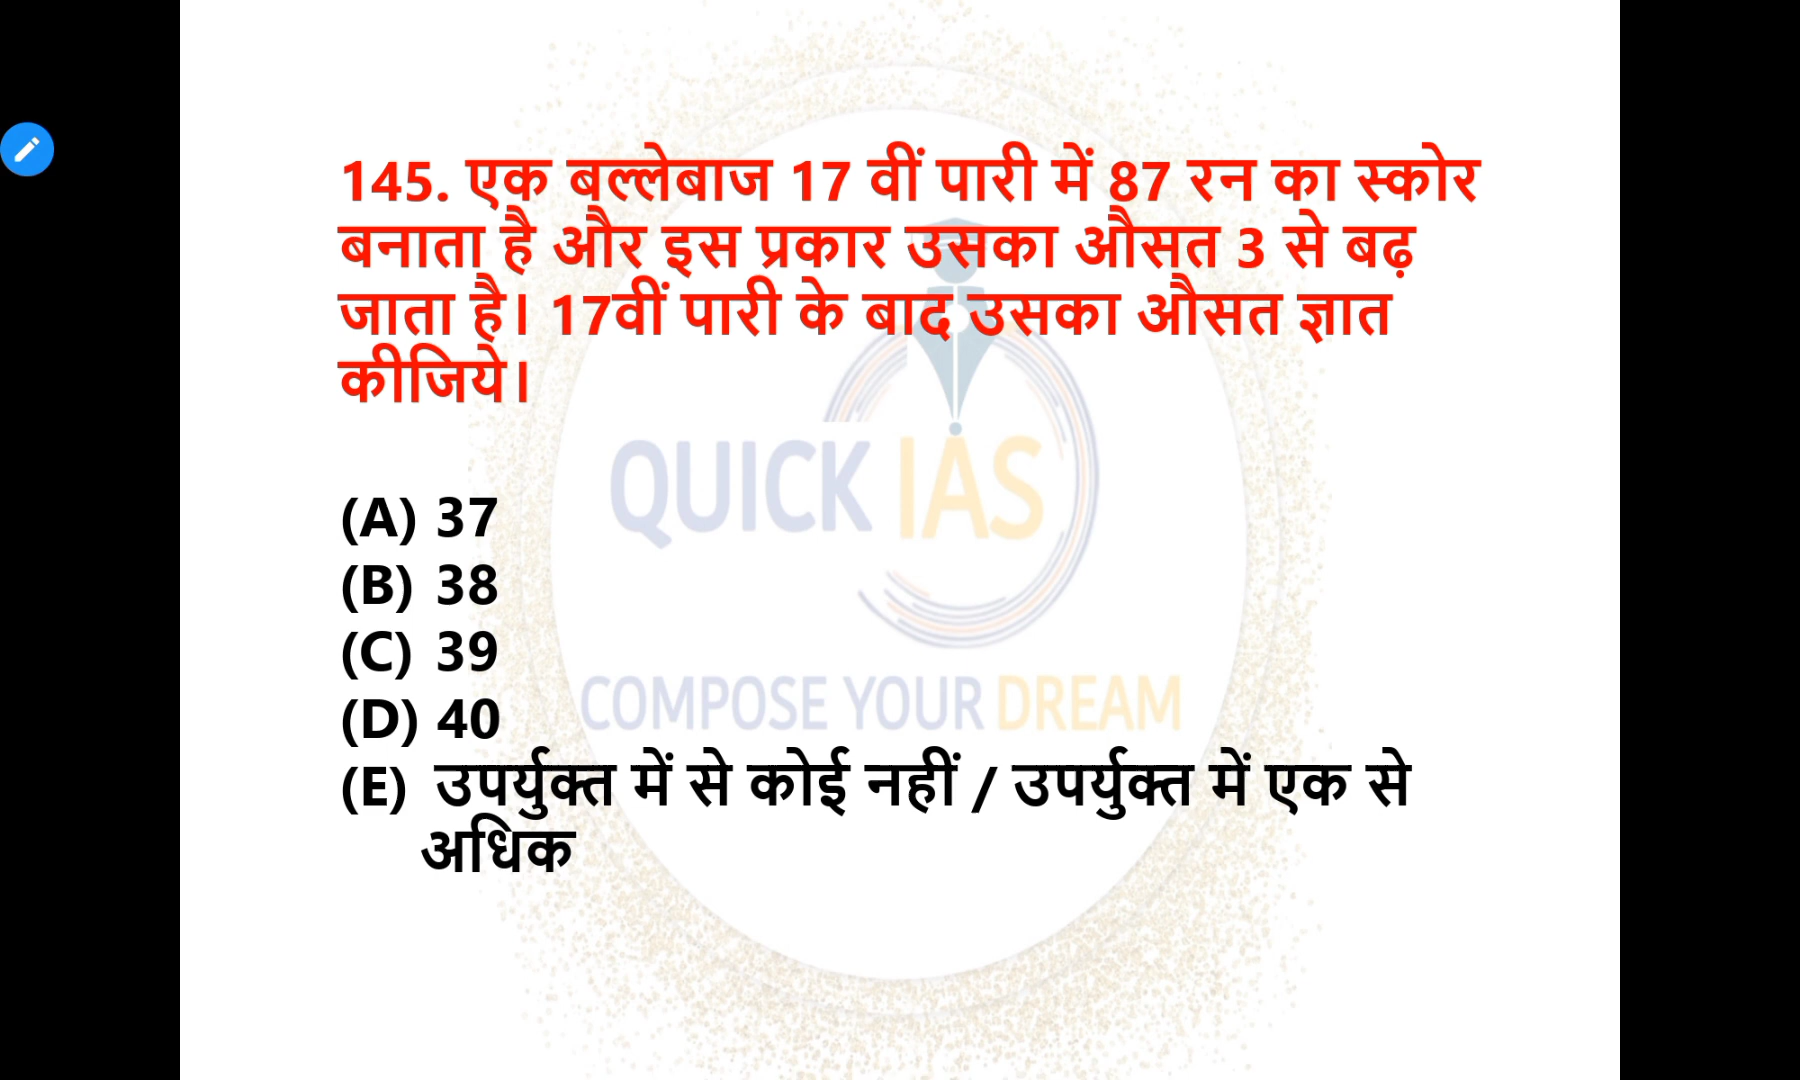 145. एक बल्लेबाज 17 वीं पारी में 87 रन का स्कोर
बनाता है और इस प्रकार उसका औसत 3 से बढ़
जाता है। 17वीं पारी के बाद उसका औसत ज्ञात
कीजिये।
QUICK IAS
(A) 37
(B) 38
(C) 39
(D) 40
COMPOSE YOUR DREAM
(E) उपर्युक्त में से कोई नहीं / उपर्युक्त में एक से
अधिक